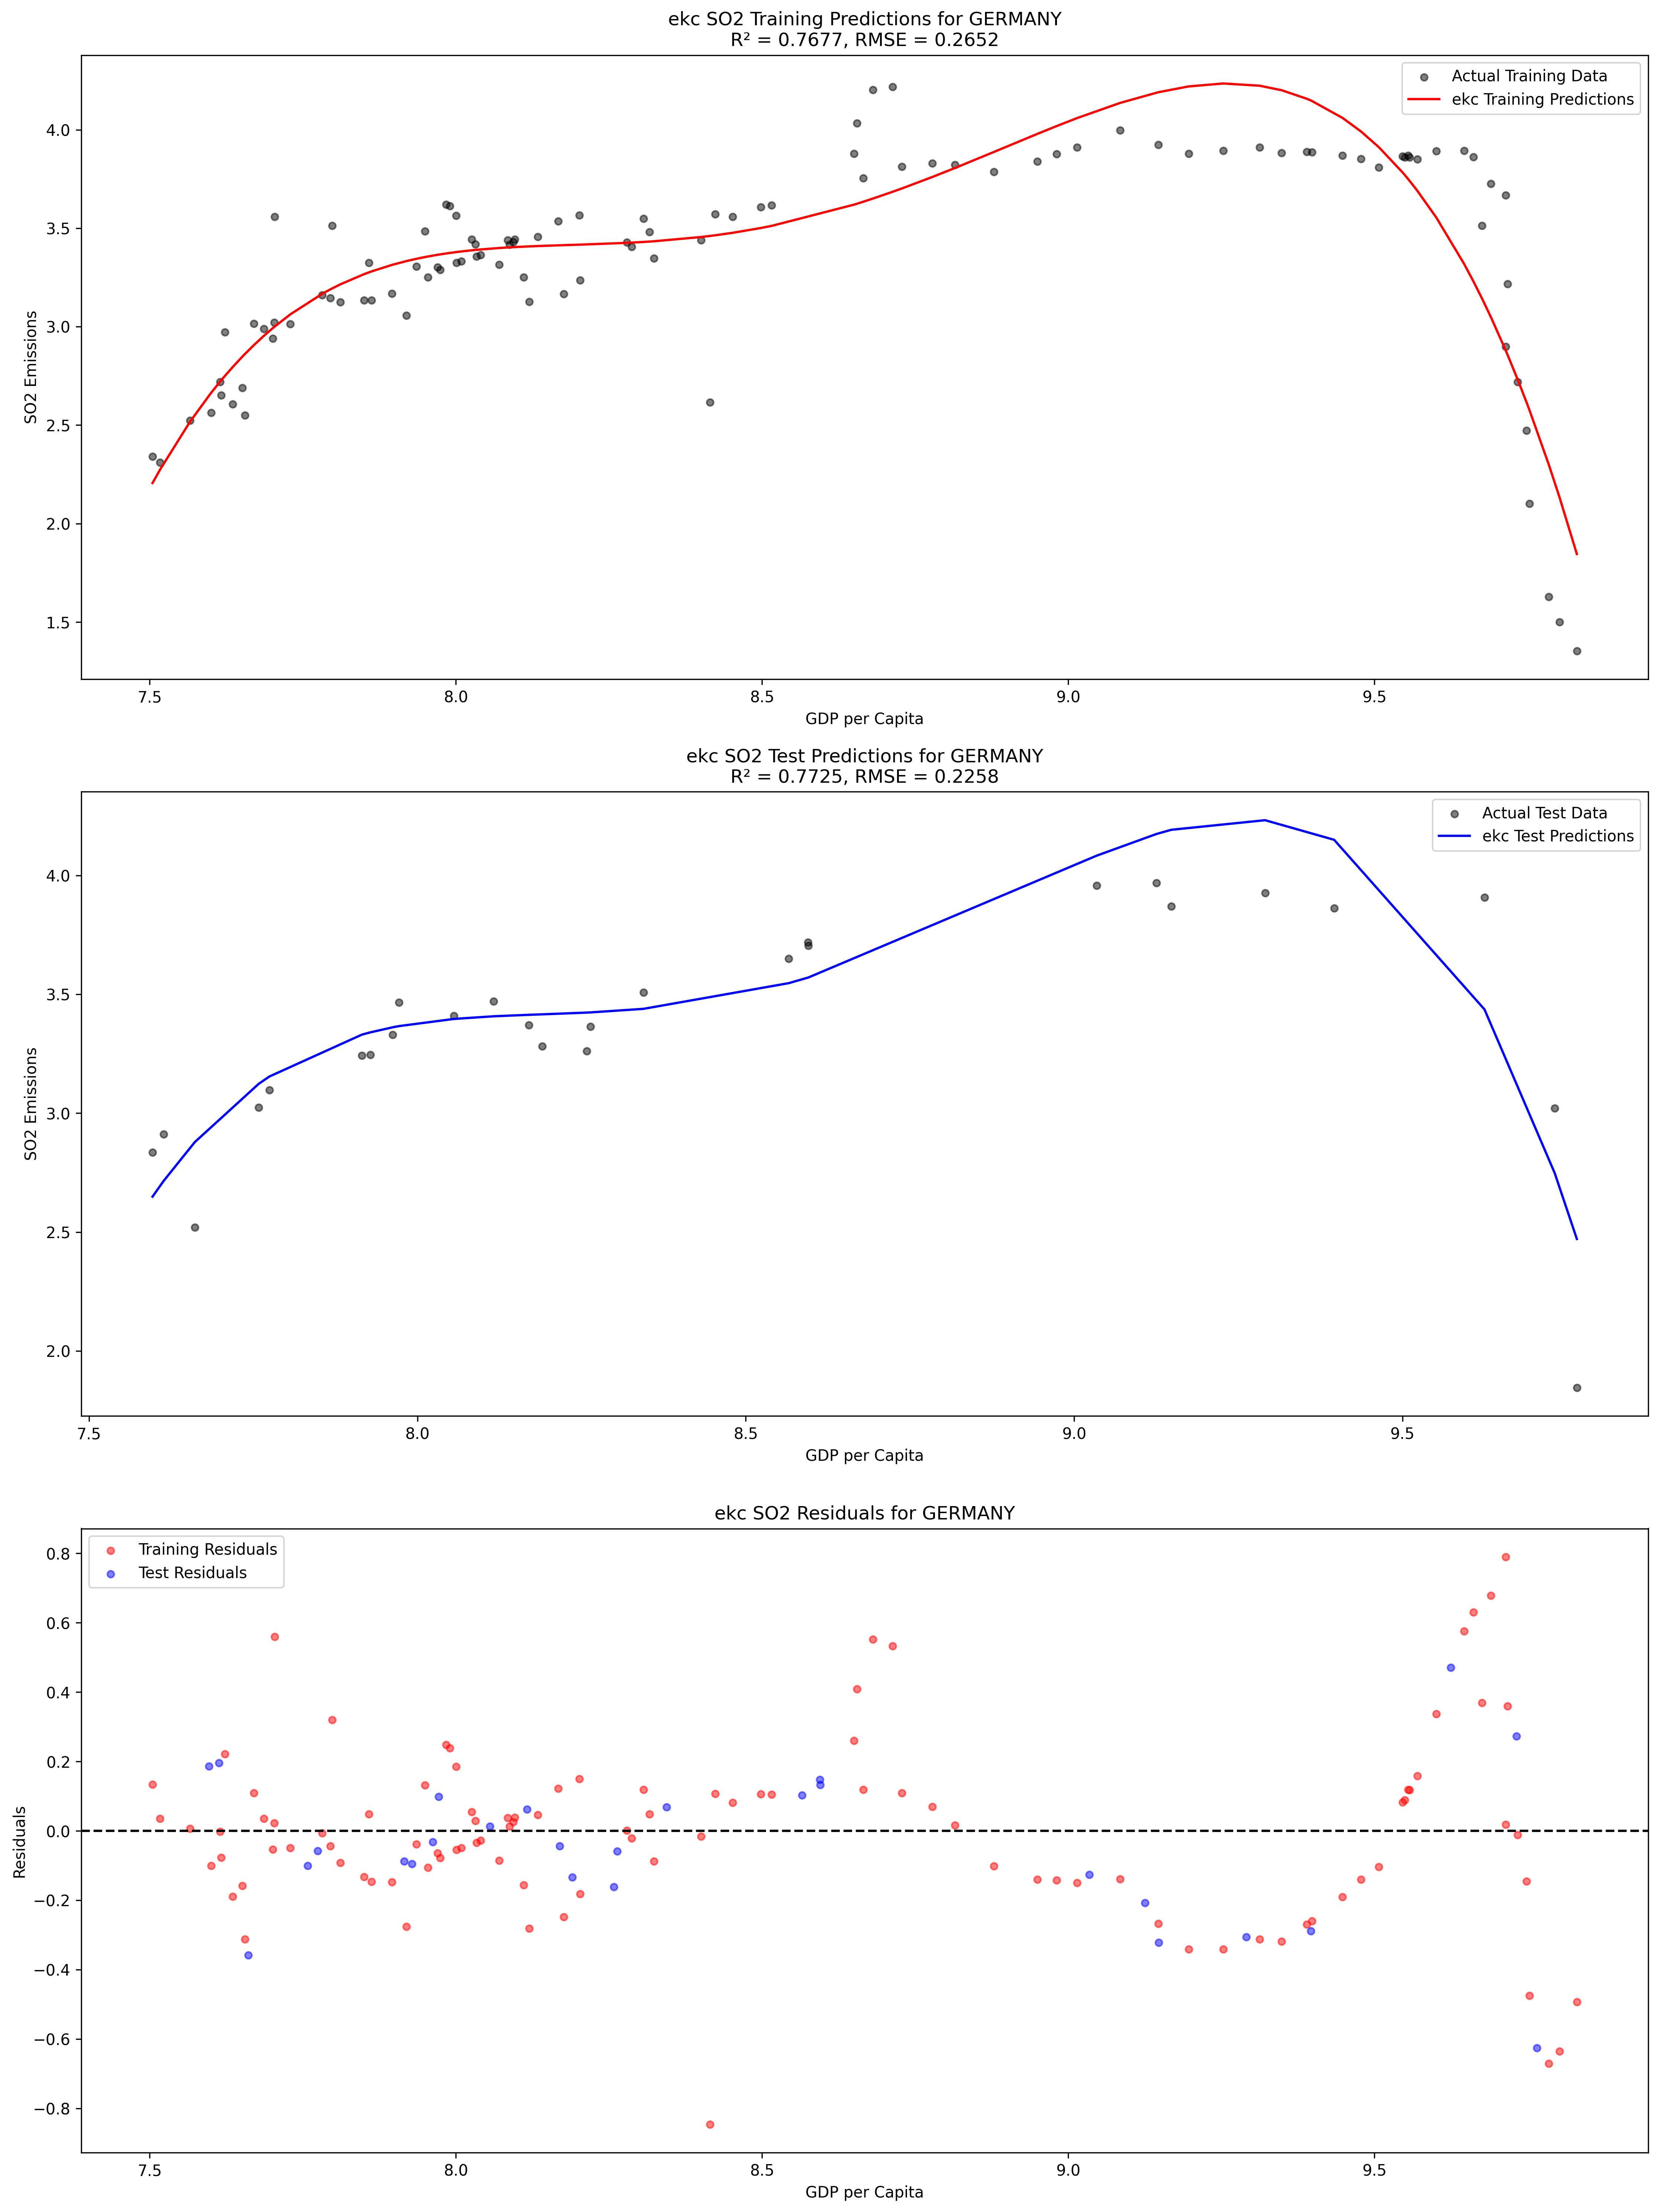 ekc SO2 Training Predictions for GERMANY
R² = 0.7677, RMSE = 0.2652
Actual Training Data
ekc Training Predictions
SO2 Emissions
4.0
3.5
3.0
2.5
2.0
1.5
7.5 8.0 8.5 9.0 9.5
GDP per Capita
ekc SO2 Test Predictions for GERMANY
R² = 0.7725, RMSE = 0.2258
Actual Test Data
ekc Test Predictions
SO2 Emissions
4.0
3.5
3.0
2.5
2.0
7.5 8.0 8.5 9.0 9.5
GDP per Capita
ekc SO2 Residuals for GERMANY
Training Residuals
Test Residuals
Residuals
0.8
0.6
0.4
0.2
0.0
−0.2
−0.4
−0.6
−0.8
7.5 8.0 8.5 9.0 9.5
GDP per Capita